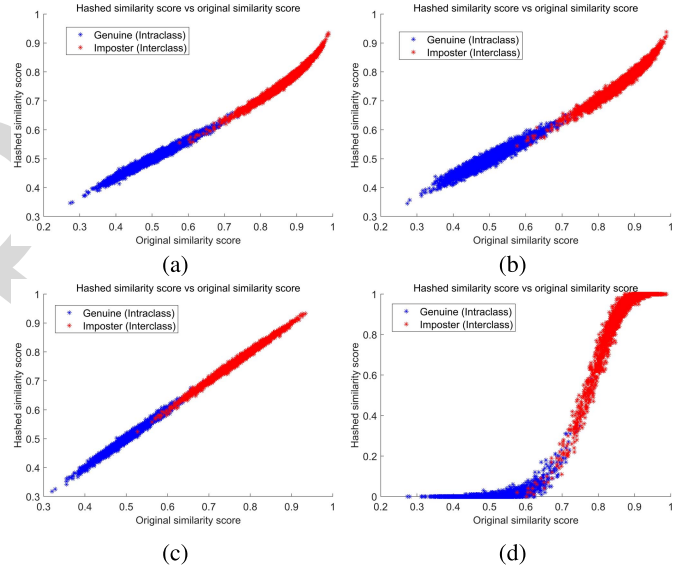 Hashed similarity score vs original similarity score
Genuine (Intraclass)
Imposter (Interclass)
Hashed similarity score
1
0.9
0.8
0.7
0.6
0.5
0.4
0.3
0.2 0.3 0.4 0.5 0.6 0.7 0.8 0.9 1
Original similarity score
(a)
Hashed similarity score vs original similarity score
Genuine (Intraclass)
Imposter (Interclass)
Hashed similarity score
1
0.9
0.8
0.7
0.6
0.5
0.4
0.3
0.2 0.3 0.4 0.5 0.6 0.7 0.8 0.9 1
Original similarity score
(b)
Hashed similarity score vs original similarity score
Genuine (Intraclass)
Imposter (Interclass)
Hashed similarity score
1
0.9
0.8
0.7
0.6
0.5
0.4
0.3
0.3 0.4 0.5 0.6 0.7 0.8 0.9 1
Original similarity score
(c)
Hashed similarity score vs original similarity score
Genuine (Intraclass)
Imposter (Interclass)
Hashed similarity score
1
0.8
0.6
0.4
0.2
0
0.2 0.3 0.4 0.5 0.6 0.7 0.8 0.9 1
Original similarity score
(d)